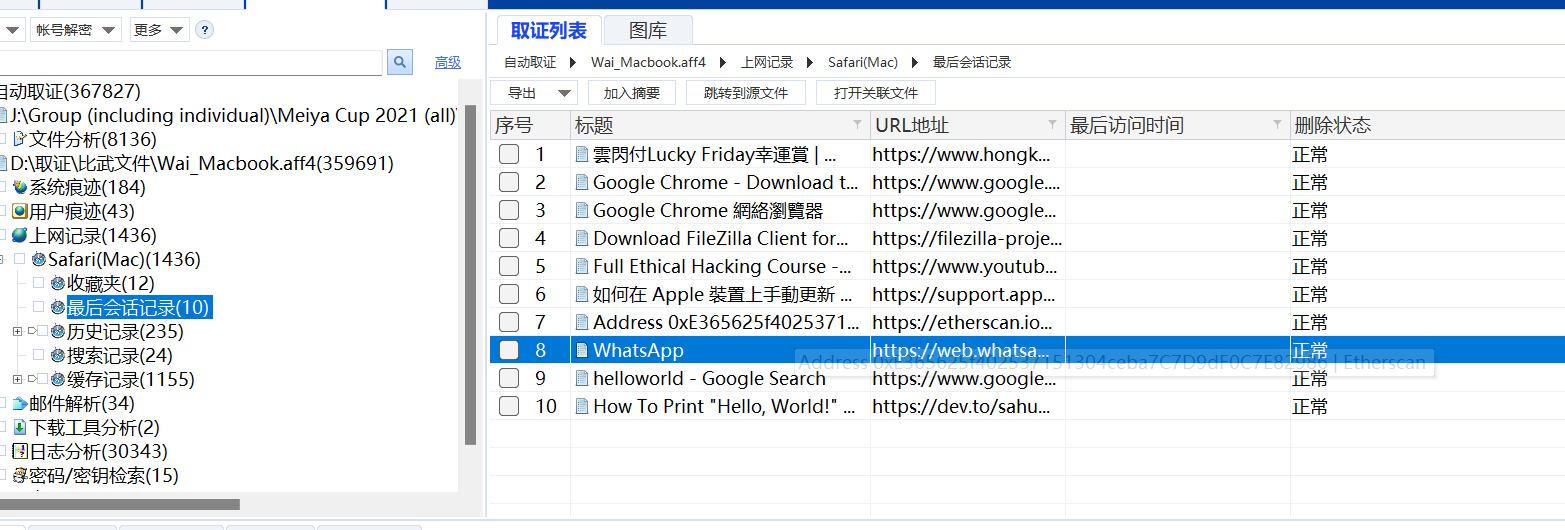 帐号解密 更多 ?
高级
自动取证(367827)
J:\Group (including individual)\Meiya Cup 2021 (all)\
文件分析(8136)
D:\取证\比武文件\Wai_Macbook.aff4(359691)
系统痕迹(184)
用户痕迹(43)
上网记录(1436)
Safari(Mac)(1436)
收藏夹(12)
最后会话记录(10)
历史记录(235)
搜索记录(24)
缓存记录(1155)
邮件解析(34)
下载工具分析(2)
日志分析(30343)
密码/密钥检索(15)
取证列表 图库
自动取证 Wai_Macbook.aff4 上网记录 Safari(Mac) 最后会话记录
导出 加入摘要 跳转到源文件 打开关联文件
序号 标题 URL地址 最后访问时间 删除状态
1 雲閃付Lucky Friday幸運賞 | ... https://www.hongk... 正常
2 Google Chrome - Download t... https://www.google.... 正常
3 Google Chrome 網絡瀏覽器 https://www.google... 正常
4 Download FileZilla Client for... https://filezilla-proje... 正常
5 Full Ethical Hacking Course -... https://www.youtub... 正常
6 如何在 Apple 裝置上手動更新 ... https://support.app... 正常
7 Address 0xE365625f4025371... https://etherscan.io... 正常
8 WhatsApp https://web.whatsa... 正常
9 helloworld - Google Search https://www.google... 正常
10 How To Print "Hello, World!" ... https://dev.to/sahu... 正常